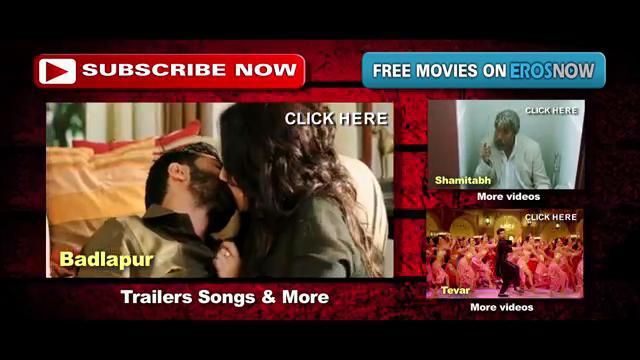 SUBSCRIBE NOW
FREE MOVIES ON EROSNOW
CLICK HERE
Badlapur
Trailers Songs & More
CLICK HERE
Shamitabh
More videos
CLICK HERE
Tevar
More videos